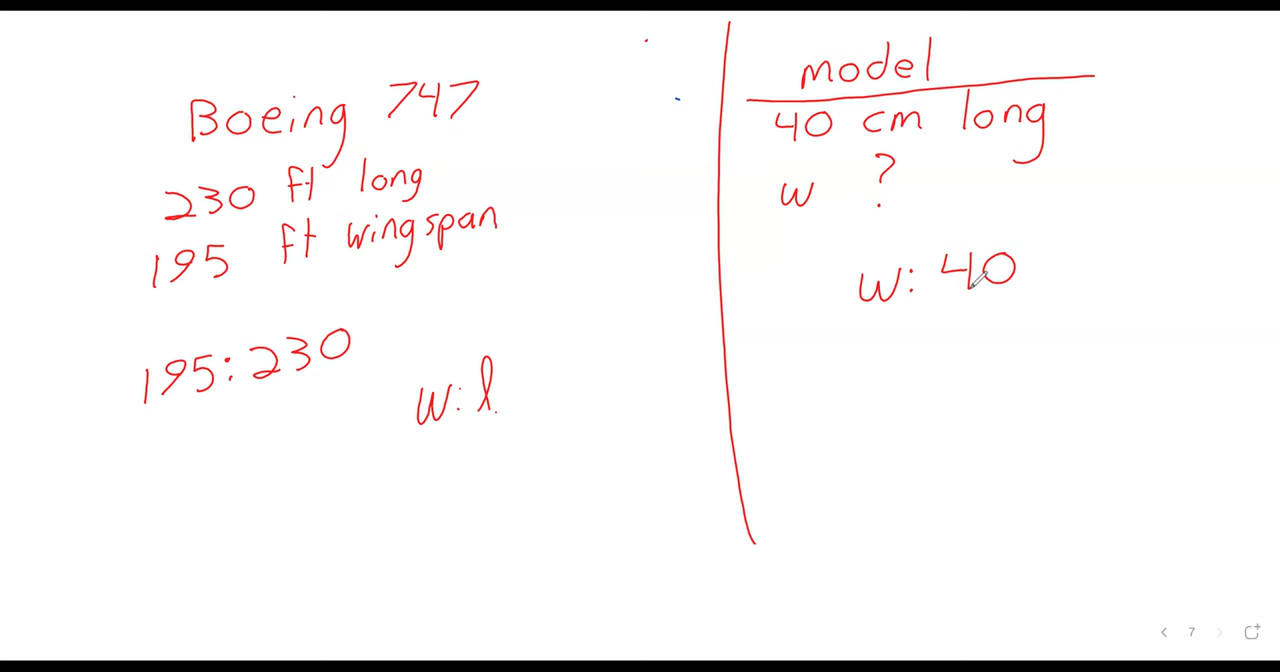 Boeing 747
230 ft long
195 ft wingspan
195:230
w:l
model
40 cm long
w ?
w: 40
7